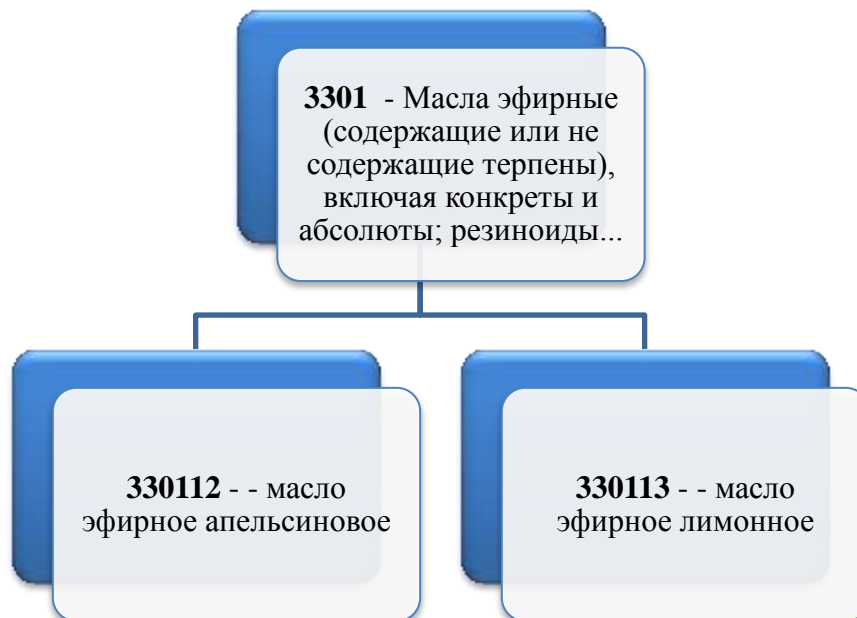 3301 - Масла эфирные
(содержащие или не
содержащие терпены),
включая конкреты и
абсолюты; резиноиды...
330112 - - масло
эфирное апельсиновое
330113 - - масло
эфирное лимонное